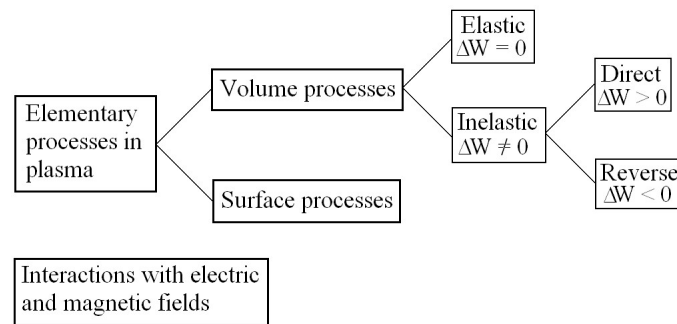 Elementary
processes in
plasma
Volume processes
Surface processes
Elastic
ΔW = 0
Inelastic
ΔW ≠ 0
Direct
ΔW > 0
Reverse
ΔW < 0
Interactions with electric
and magnetic fields